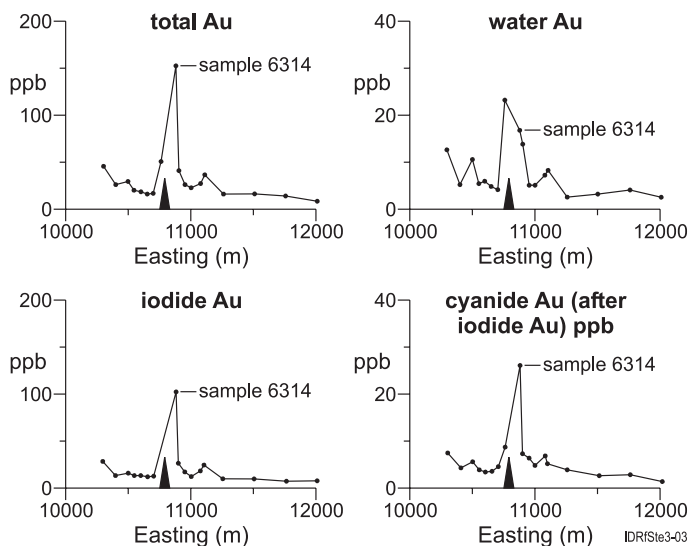 total Au
200
ppb
100
0
sample 6314
10000 11000 12000
Easting (m)
water Au
40
ppb
20
0
sample 6314
10000 11000 12000
Easting (m)
iodide Au
200
ppb
100
0
sample 6314
10000 11000 12000
Easting (m)
cyanide Au (after
iodide Au) ppb
40
ppb
20
0
sample 6314
10000 11000 12000
Easting (m)
IDRfSte3-03